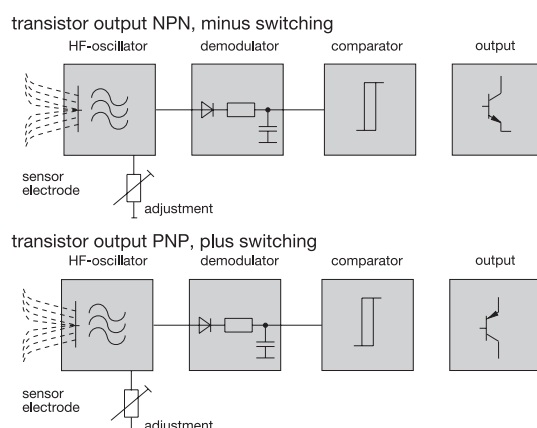 transistor output NPN, minus switching
HF-oscillator demodulator comparator output
sensor
electrode
adjustment
transistor output PNP, plus switching
HF-oscillator demodulator comparator output
sensor
electrode
adjustment